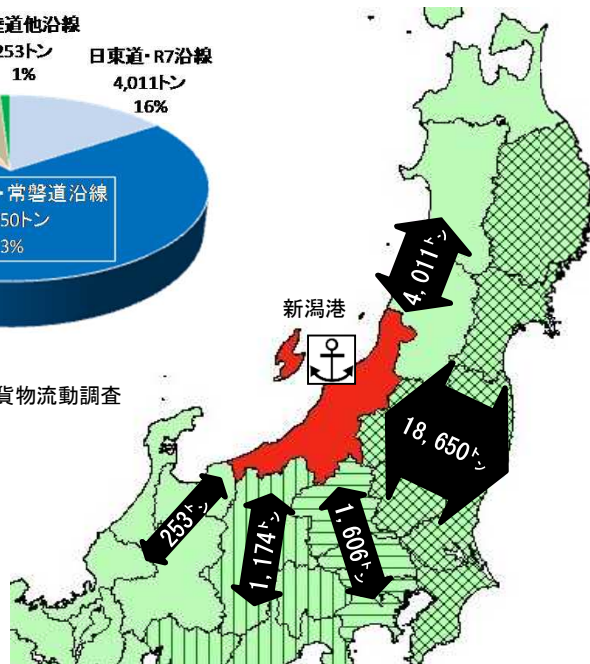 陸道他沿線
253トン
1%
日東道・R7沿線
4,011トン
16%
・常磐道沿線
50トン
3%
貨物流動調査
新潟港
4,011トン
18,650トン
253トン
1,174トン
1,606トン